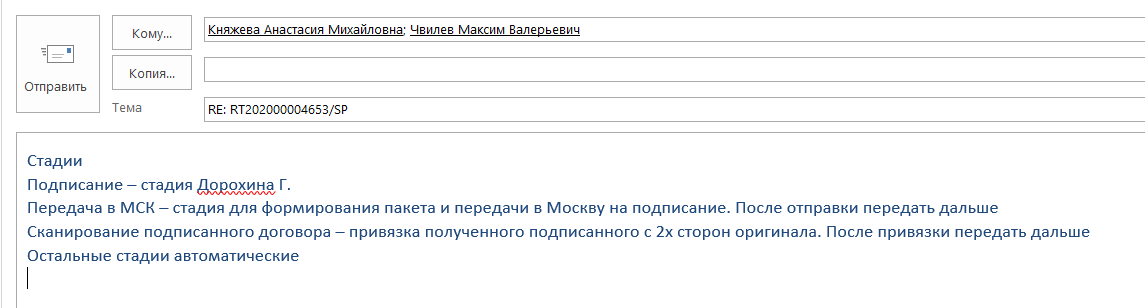 Кому...
Княжева Анастасия Михайловна; Чвилев Максим Валерьевич
Копия...
Отправить
Тема
RE: RT202000004653/SP
Стадии
Подписание – стадия Дорохина Г.
Передача в МСК – стадия для формирования пакета и передачи в Москву на подписание. После отправки передать дальше
Сканирование подписанного договора – привязка полученного подписанного с 2х сторон оригинала. После привязки передать дальше
Остальные стадии автоматические